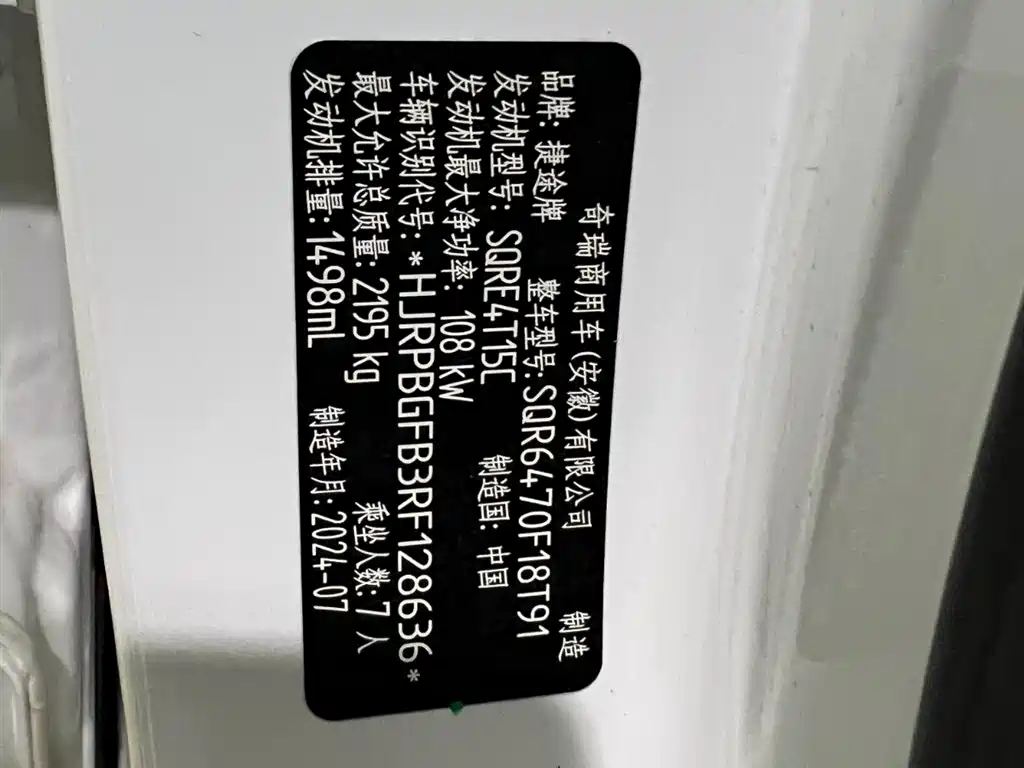 奇瑞商用车(安徽)有限公司 制造
品牌: 捷途牌 整车型号: SQR6470F18T91
发动机型号: SQRE4T15C 制造国: 中国
发动机最大净功率: 108 kW
车辆识别代号: *HJRPBGFB3RF128636*
最大允许总质量: 2195 kg 乘坐人数: 7 人
发动机排量: 1498mL 制造年月: 2024-07